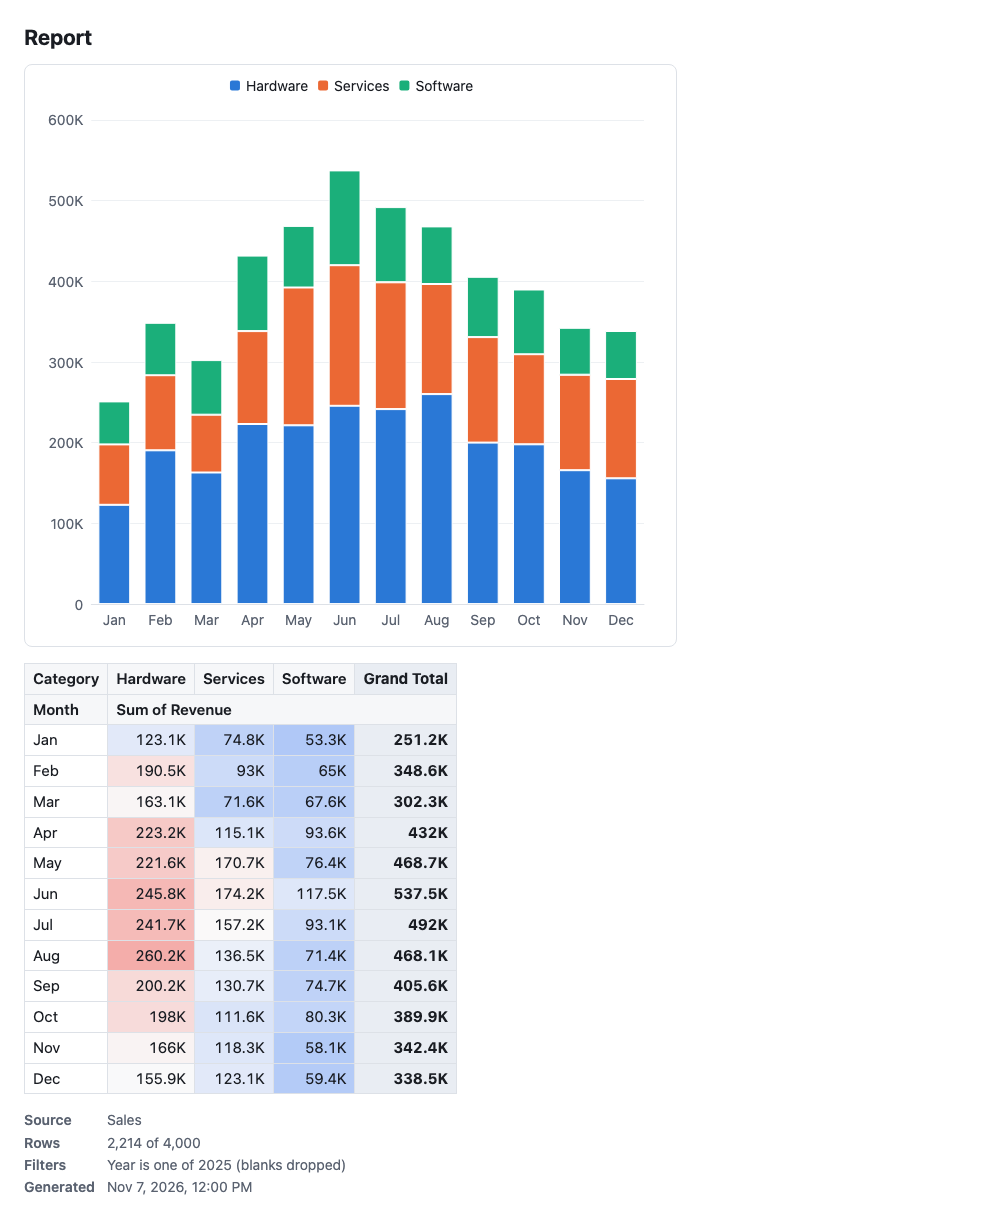 Report
Hardware Services Software
600K
500K
400K
300K
200K
100K
0
Jan Feb Mar Apr May Jun Jul Aug Sep Oct Nov Dec
Category Hardware Services Software Grand Total
Month Sum of Revenue
Jan 123.1K 74.8K 53.3K 251.2K
Feb 190.5K 93K 65K 348.6K
Mar 163.1K 71.6K 67.6K 302.3K
Apr 223.2K 115.1K 93.6K 432K
May 221.6K 170.7K 76.4K 468.7K
Jun 245.8K 174.2K 117.5K 537.5K
Jul 241.7K 157.2K 93.1K 492K
Aug 260.2K 136.5K 71.4K 468.1K
Sep 200.2K 130.7K 74.7K 405.6K
Oct 198K 111.6K 80.3K 389.9K
Nov 166K 118.3K 58.1K 342.4K
Dec 155.9K 123.1K 59.4K 338.5K
Source Sales
Rows 2,214 of 4,000
Filters Year is one of 2025 (blanks dropped)
Generated Nov 7, 2026, 12:00 PM